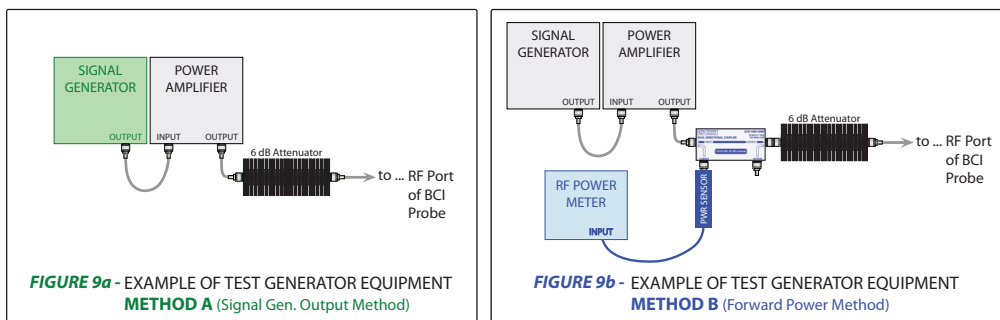 SIGNAL
GENERATOR
OUTPUT
POWER
AMPLIFIER
INPUT
OUTPUT
6 dB Attenuator
to ... RF Port
of BCI
Probe
FIGURE 9a - EXAMPLE OF TEST GENERATOR EQUIPMENT
METHOD A (Signal Gen. Output Method)
SIGNAL
GENERATOR
OUTPUT
POWER
AMPLIFIER
INPUT
OUTPUT
DUAL DIRECTIONAL COUPLER
6 dB Attenuator
to ... RF Port
of BCI
Probe
RF POWER
METER
INPUT
PWR SENSOR
FIGURE 9b - EXAMPLE OF TEST GENERATOR EQUIPMENT
METHOD B (Forward Power Method)